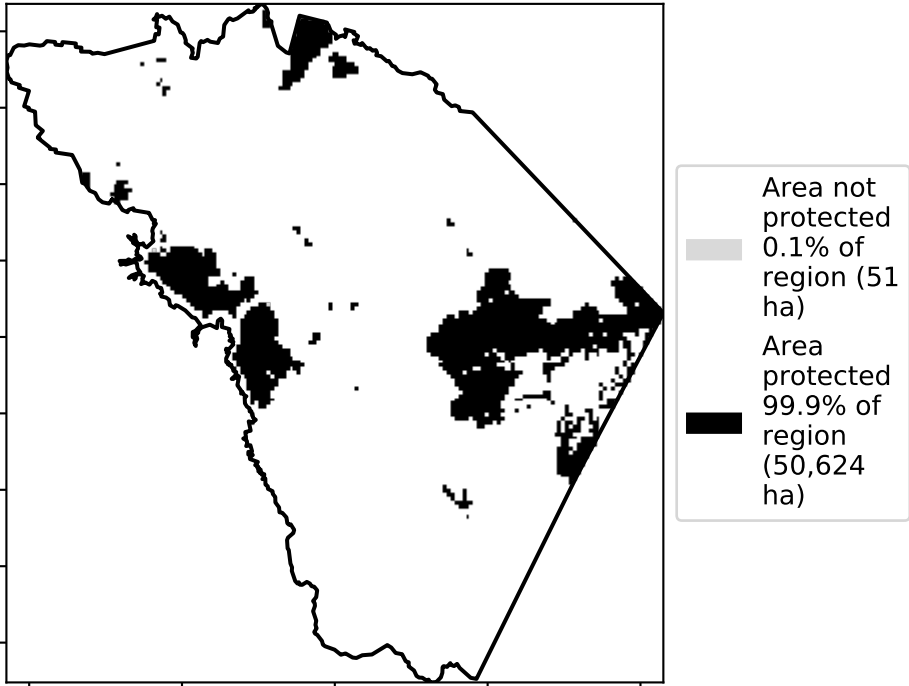 Area not
protected
0.1% of
region (51
ha)
Area
protected
99.9% of
region
(50,624
ha)